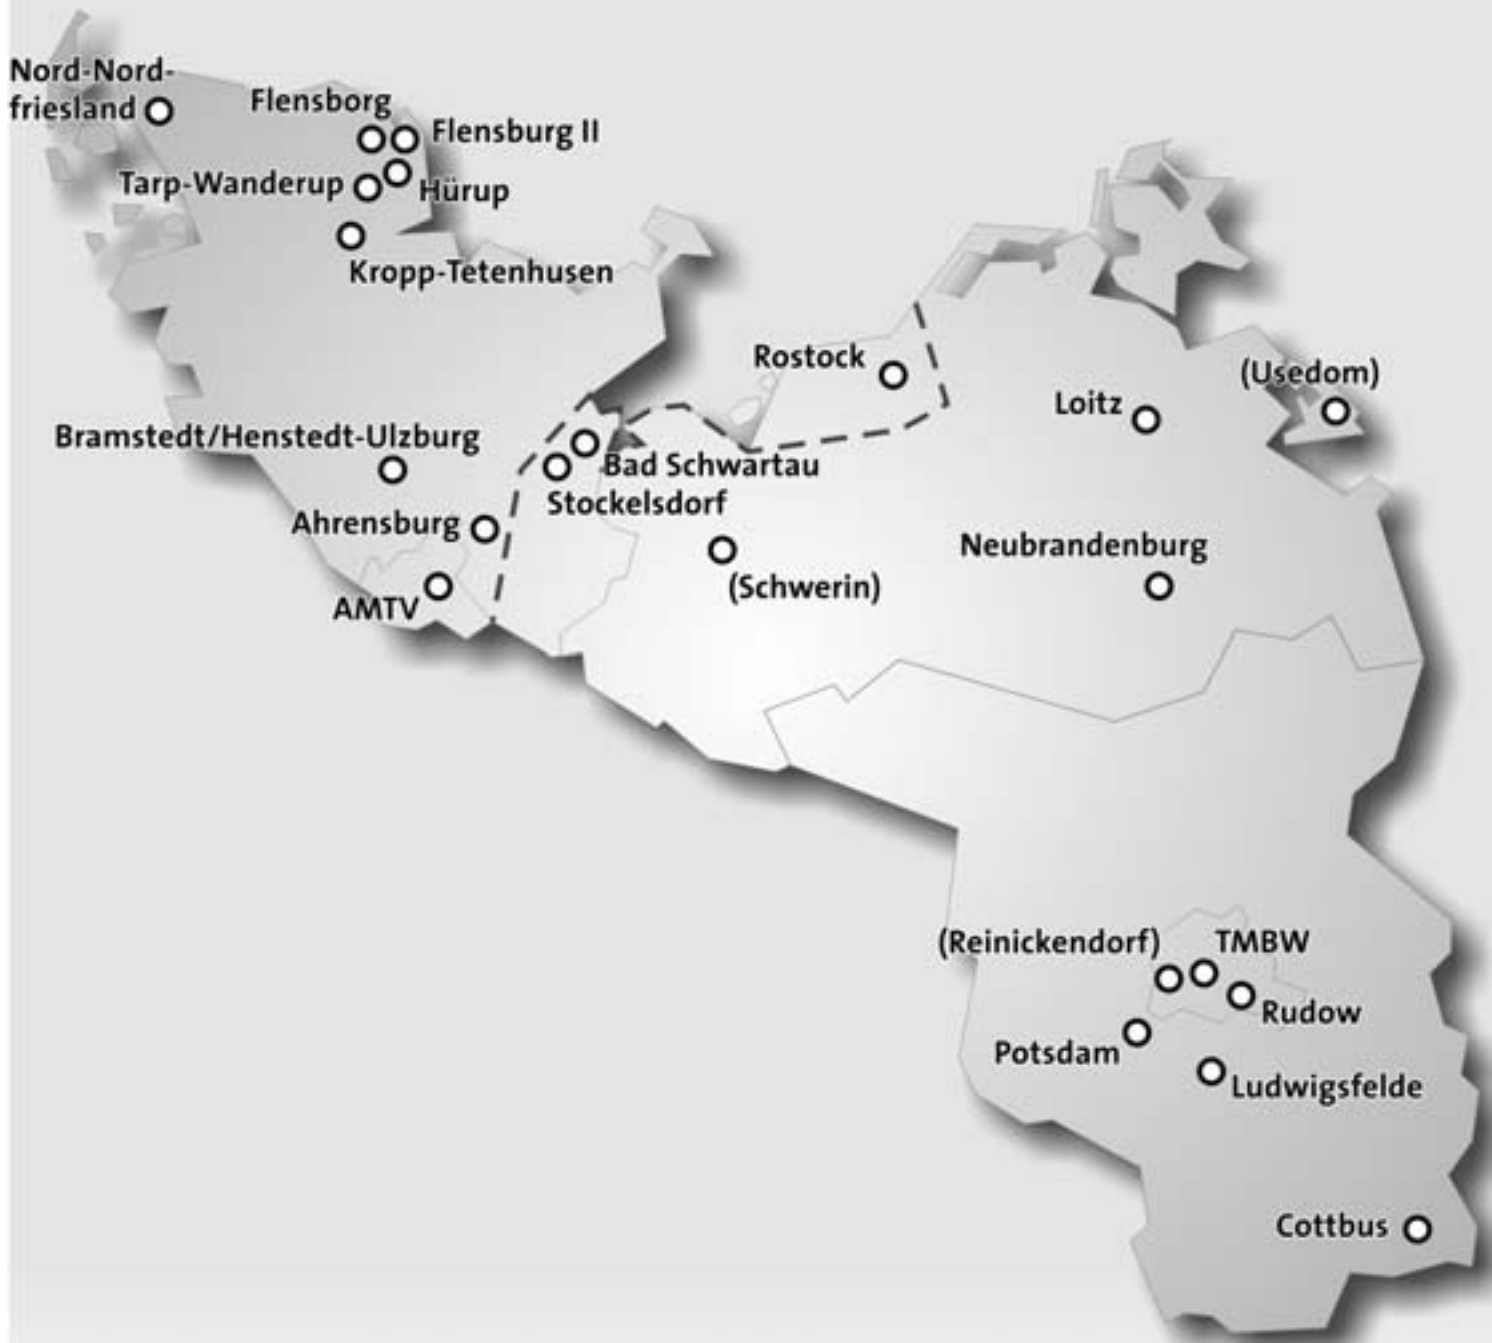 Nord-Nord-
friesland
Flensborg
Flensburg II
Tarp-Wanderup
Hürup
Kropp-Tetenhusen
Rostock
(Usedom)
Loitz
Bramstedt/Henstedt-Ulzburg
Bad Schwartau
Stockelsdorf
Ahrensburg
Neubrandenburg
(Schwerin)
AMTV
(Reinickendorf)
TMBW
Rudow
Potsdam
Ludwigsfelde
Cottbus